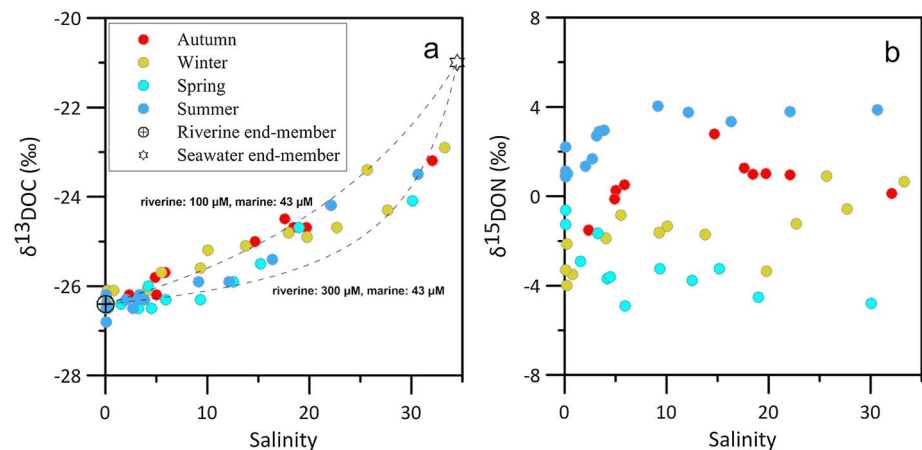 a
-20
-22
-24
-26
-28
δ13DOC (‰)
Autumn
Winter
Spring
Summer
Riverine end-member
Seawater end-member
riverine: 100 μM, marine: 43 μM
riverine: 300 μM, marine: 43 μM
0 10 20 30
Salinity
b
8
4
0
-4
-8
δ15DON (‰)
0 10 20 30
Salinity